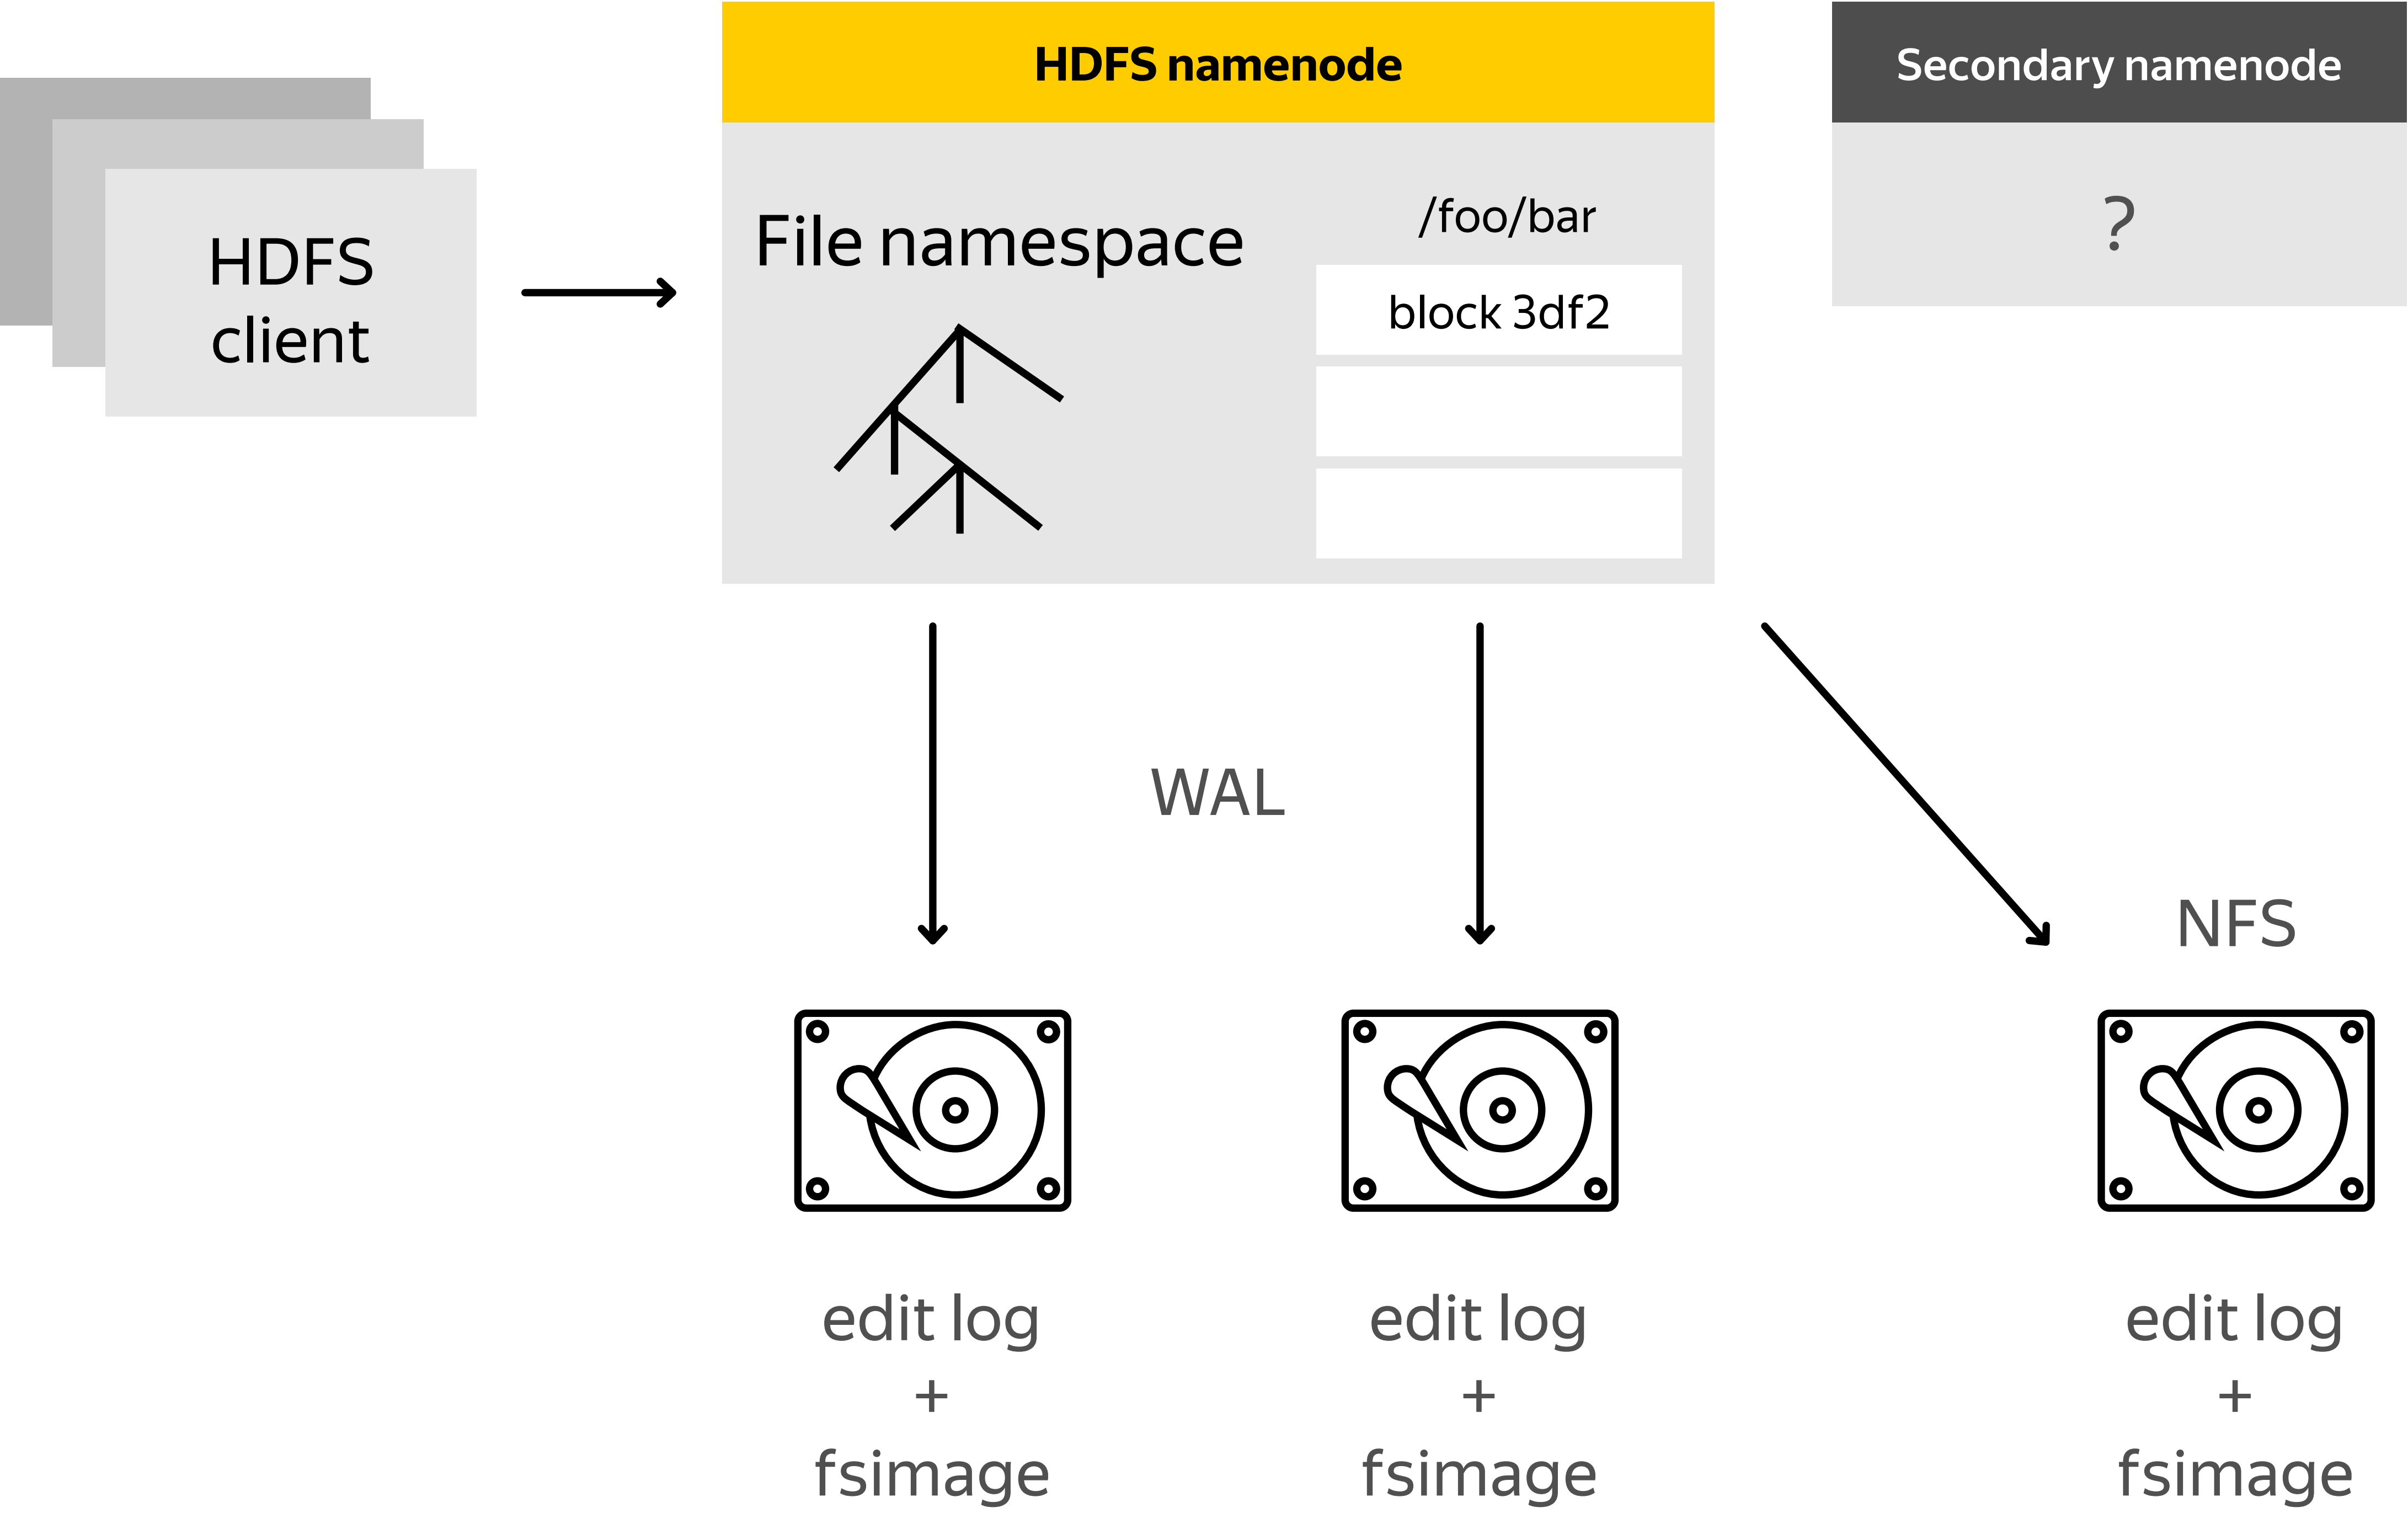 HDFS namenode
Secondary namenode
HDFS
client
File namespace
/foo/bar
block 3df2
?
WAL
NFS
edit log
+
fsimage
edit log
+
fsimage
edit log
+
fsimage